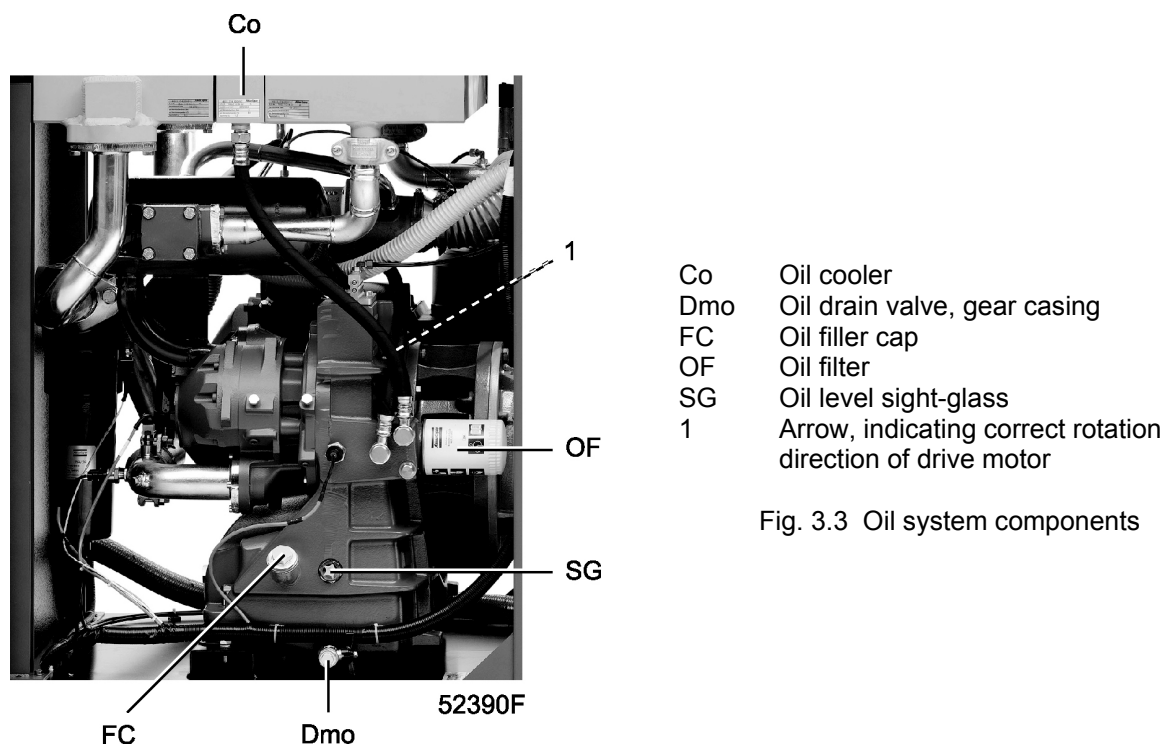 Co
1
OF
SG
52390F
FC Dmo
Co Oil cooler
Dmo Oil drain valve, gear casing
FC Oil filler cap
OF Oil filter
SG Oil level sight-glass
1 Arrow, indicating correct rotation
direction of drive motor
Fig. 3.3 Oil system components